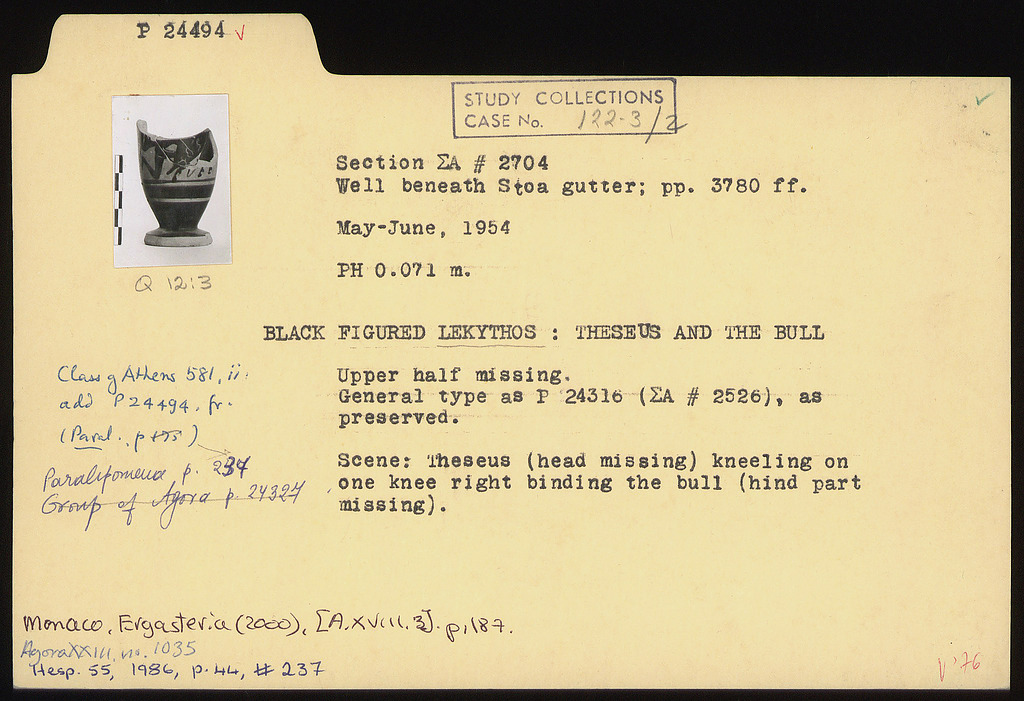 P 24494 √
STUDY COLLECTIONS
CASE No. 122-3/2
Section ΣA # 2704
Well beneath Stoa gutter; pp. 3780 ff.
May-June, 1954
PH 0.071 m.
Q 12:3
BLACK FIGURED LEKYTHOS : THESEUS AND THE BULL
Class of Athens 581, ii:
add P 24494, fr.
(Paral., p.
Upper half missing.
General type as P 24316 (ΣA # 2526), as
preserved.
Paralipomena p. 234
Group of Agora p. 24327
Scene: Theseus (head missing) kneeling on
one knee right binding the bull (hind part
missing).
Monaco, Ergasteria (2000), [A.XVIII.3]. p.187.
Agora XXIII, no. 1035
Hesp. 55, 1986, p. 44, # 237
√ '76